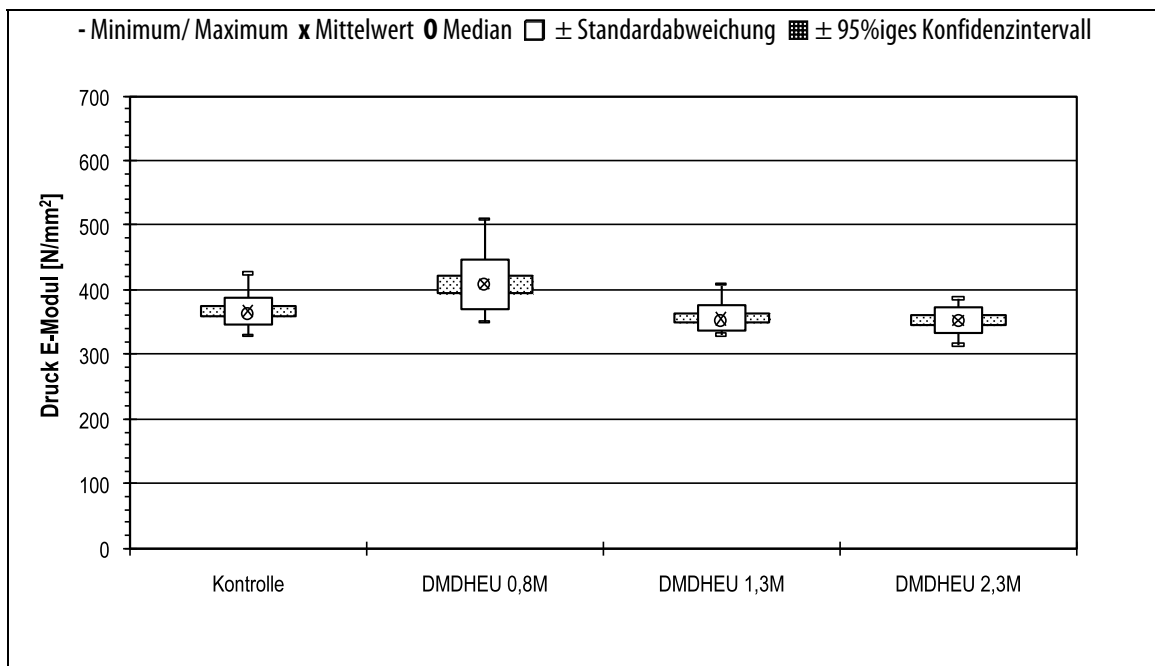 - Minimum/ Maximum x Mittelwert O Median ± Standardabweichung ± 95%iges Konfidenzintervall
700
600
500
400
300
200
100
0
Druck E-Modul [N/mm²]
Kontrolle DMDHEU 0,8M DMDHEU 1,3M DMDHEU 2,3M